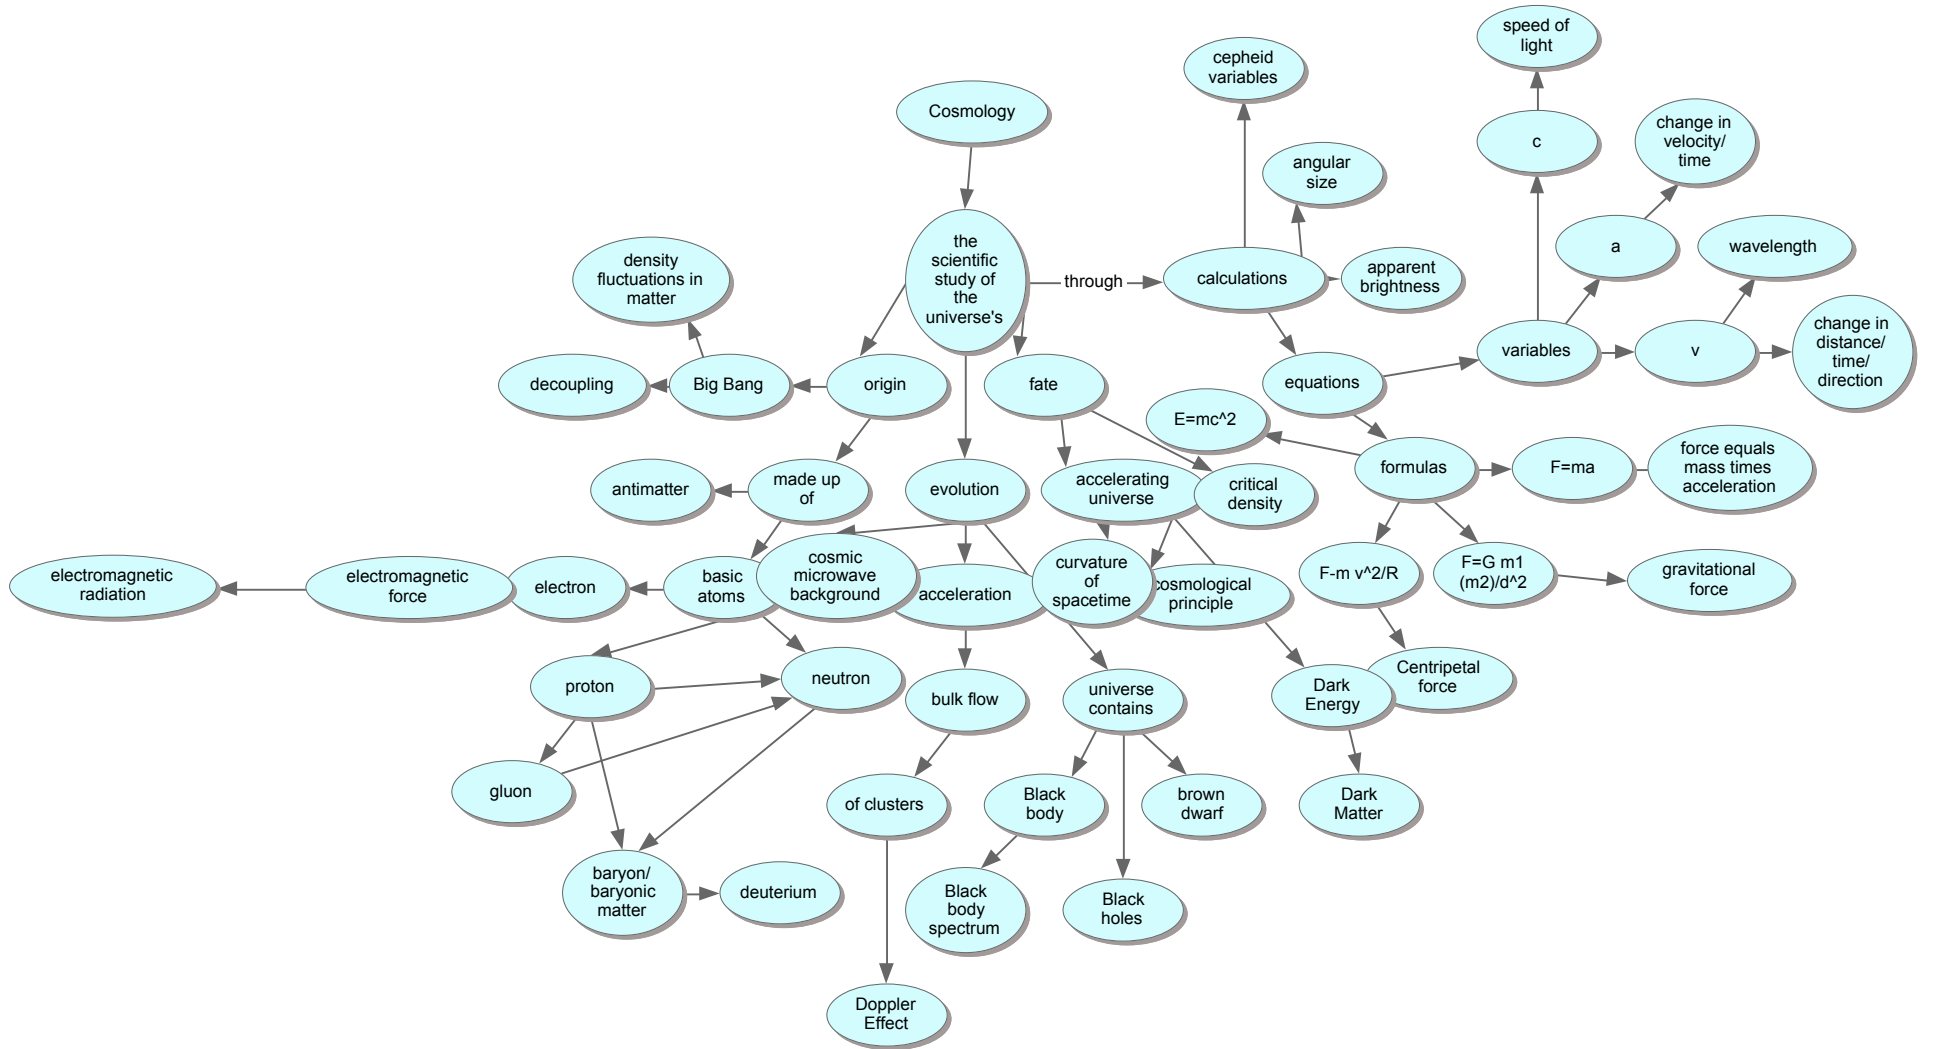 speed of
light
cepheid
variables
Cosmology
c
change in
velocity/
time
angular
size
a
wavelength
the
scientific
study of
the
universe's
through
calculations
apparent
brightness
density
fluctuations in
matter
variables
v
change in
distance/
time/
direction
decoupling
Big Bang
origin
fate
equations
E=mc^2
formulas
F=ma
force equals
mass times
acceleration
antimatter
made up
of
evolution
accelerating
universe
critical
density
electromagnetic
radiation
electromagnetic
force
electron
basic
atoms
cosmic
microwave
background
acceleration
curvature
of
spacetime
cosmological
principle
F-m v^2/R
F=G m1
(m2)/d^2
gravitational
force
proton
neutron
bulk flow
universe
contains
Dark
Energy
Centripetal
force
gluon
of clusters
Black
body
brown
dwarf
Dark
Matter
baryon/
baryonic
matter
deuterium
Black
body
spectrum
Black
holes
Doppler
Effect